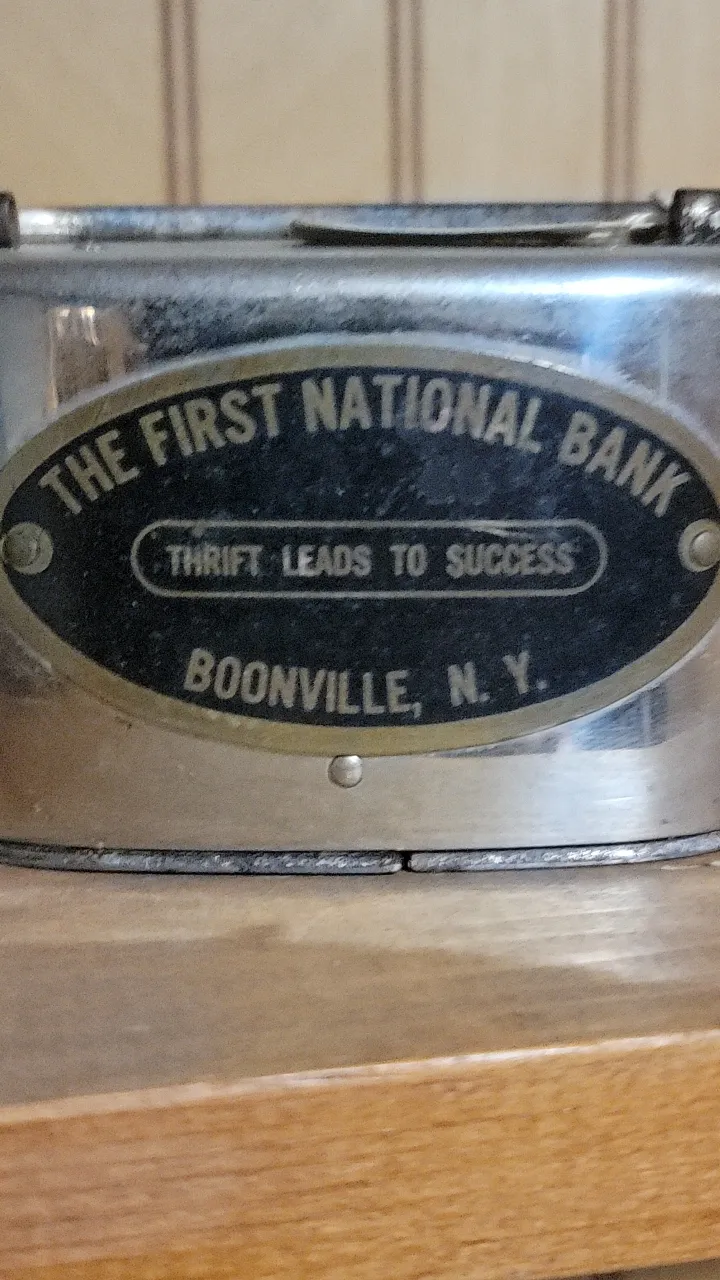 THE FIRST NATIONAL BANK
THRIFT LEADS TO SUCCESS
BOONVILLE, N. Y.